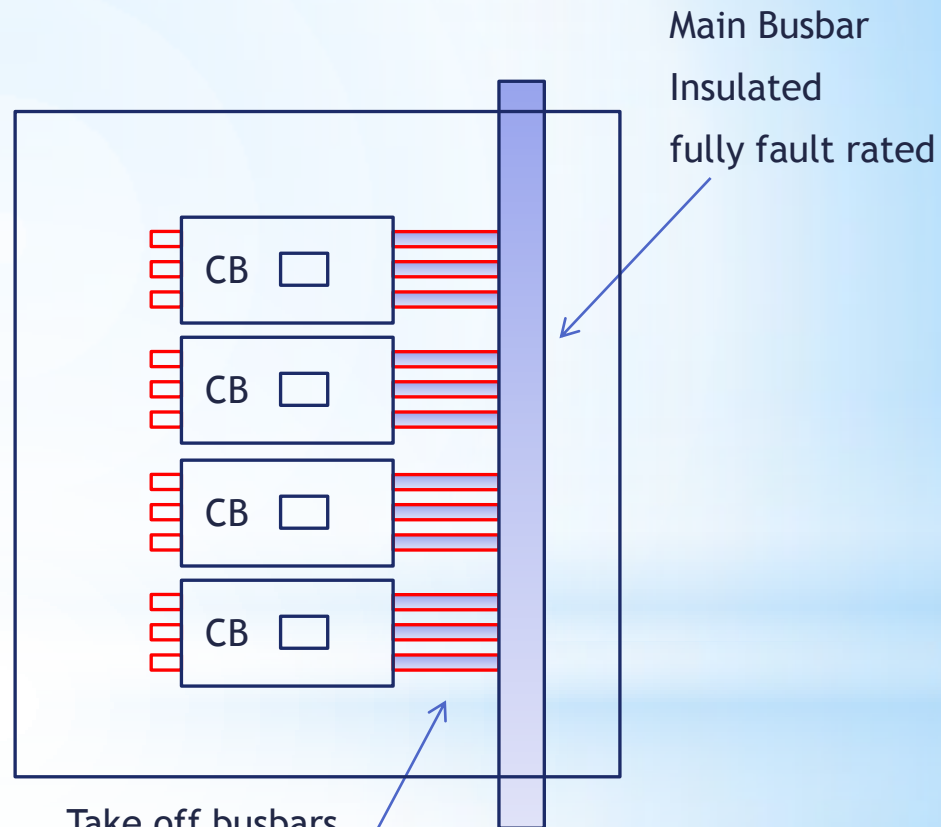 Main Busbar
Insulated
fully fault rated
CB
CB
CB
CB
Take off busbars